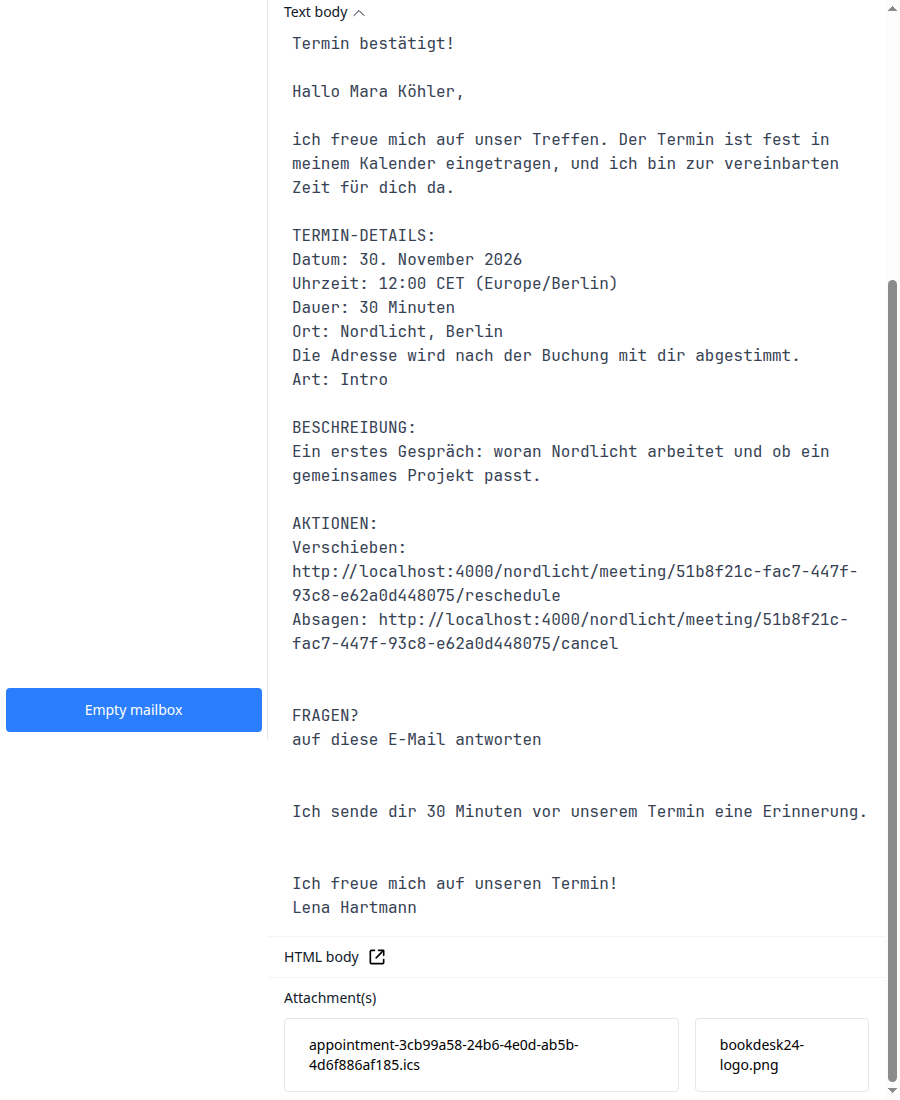 Text body
Termin bestätigt!
Hallo Mara Köhler,
ich freue mich auf unser Treffen. Der Termin ist fest in
meinem Kalender eingetragen, und ich bin zur vereinbarten
Zeit für dich da.
TERMIN-DETAILS:
Datum: 30. November 2026
Uhrzeit: 12:00 CET (Europe/Berlin)
Dauer: 30 Minuten
Ort: Nordlicht, Berlin
Die Adresse wird nach der Buchung mit dir abgestimmt.
Art: Intro
BESCHREIBUNG:
Ein erstes Gespräch: woran Nordlicht arbeitet und ob ein
gemeinsames Projekt passt.
AKTIONEN:
Verschieben:
http://localhost:4000/nordlicht/meeting/51b8f21c-fac7-447f-
93c8-e62a0d448075/reschedule
Absagen: http://localhost:4000/nordlicht/meeting/51b8f21c-
fac7-447f-93c8-e62a0d448075/cancel
Empty mailbox
FRAGEN?
auf diese E-Mail antworten
Ich sende dir 30 Minuten vor unserem Termin eine Erinnerung.
Ich freue mich auf unseren Termin!
Lena Hartmann
HTML body
Attachment(s)
appointment-3cb99a58-24b6-4e0d-ab5b-
4d6f886af185.ics
bookdesk24-
logo.png